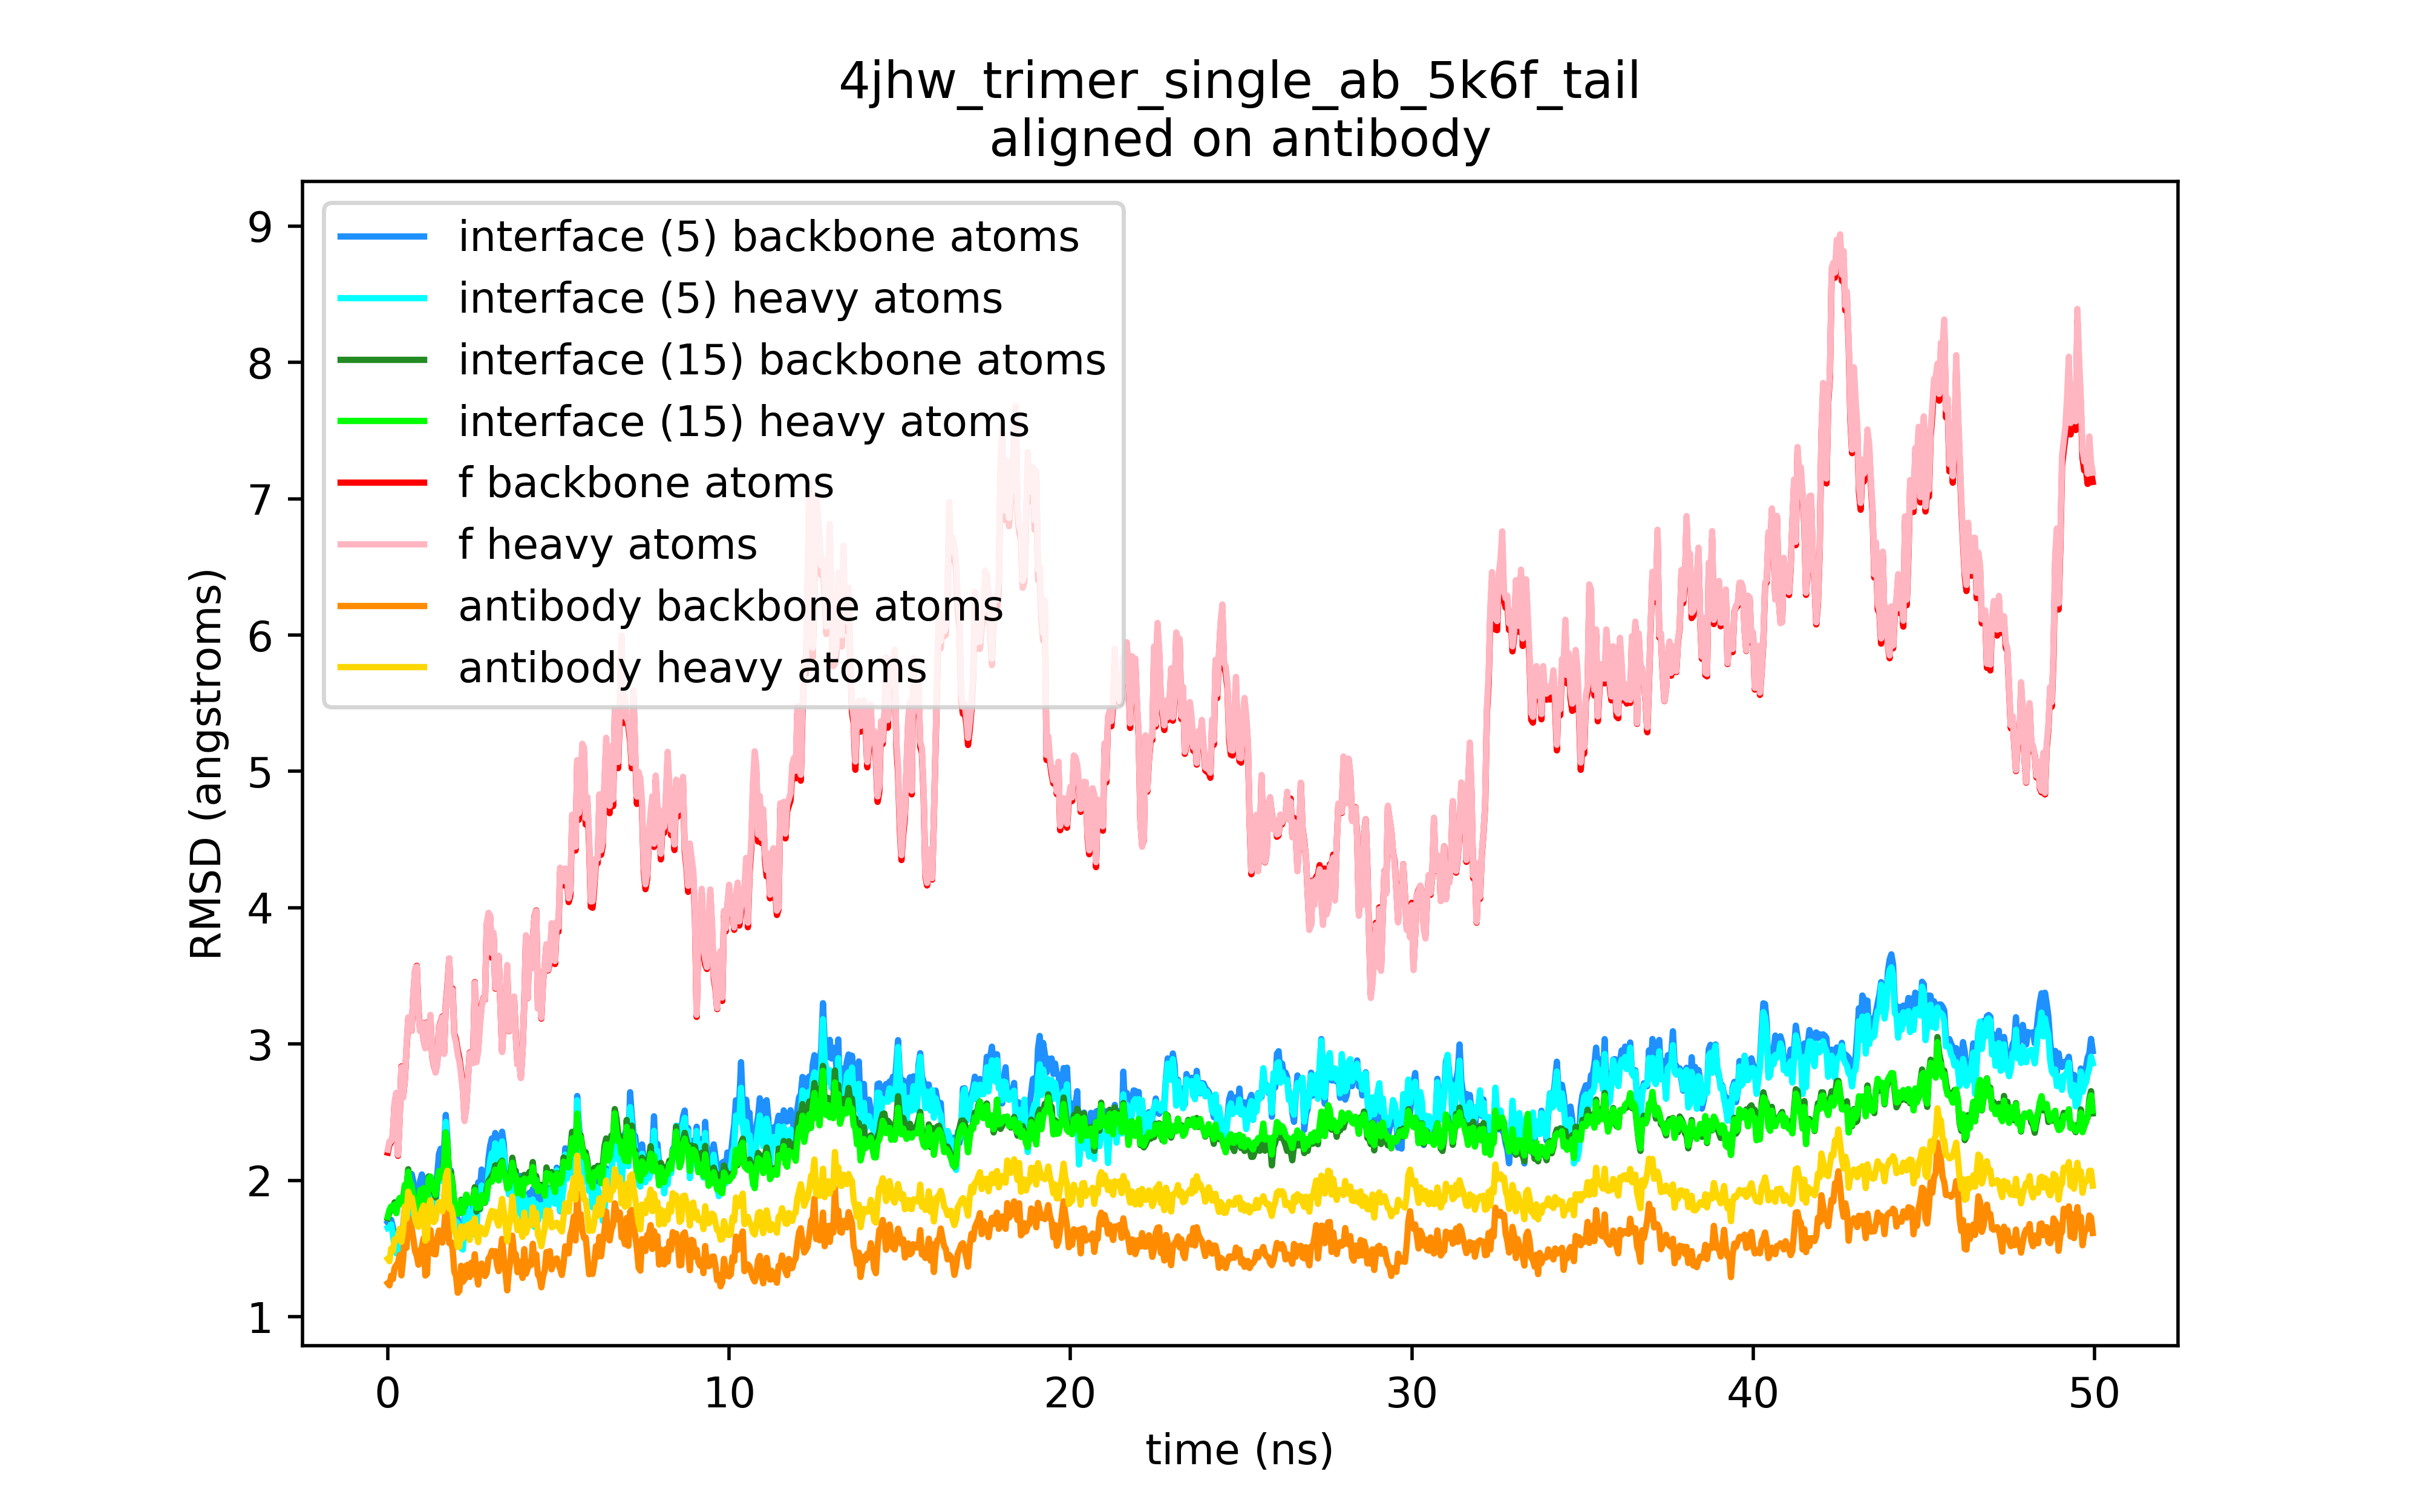 4jhw_trimer_single_ab_5k6f_tail
aligned on antibody
interface (5) backbone atoms
interface (5) heavy atoms
interface (15) backbone atoms
interface (15) heavy atoms
f backbone atoms
f heavy atoms
antibody backbone atoms
antibody heavy atoms
RMSD (angstroms)
9
8
7
6
5
4
3
2
1
0 10 20 30 40 50
time (ns)